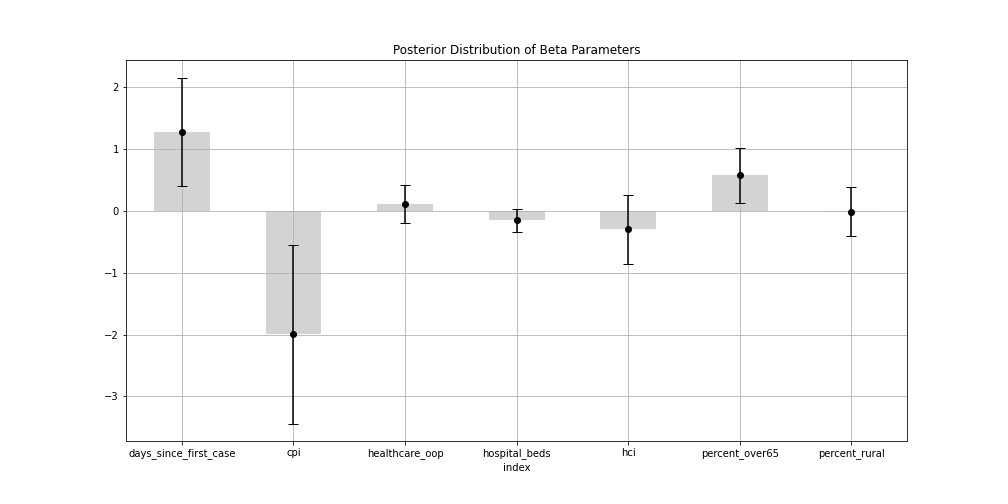 Posterior Distribution of Beta Parameters
2
1
0
−1
−2
−3
days_since_first_case cpi healthcare_oop hospital_beds hci percent_over65 percent_rural
index